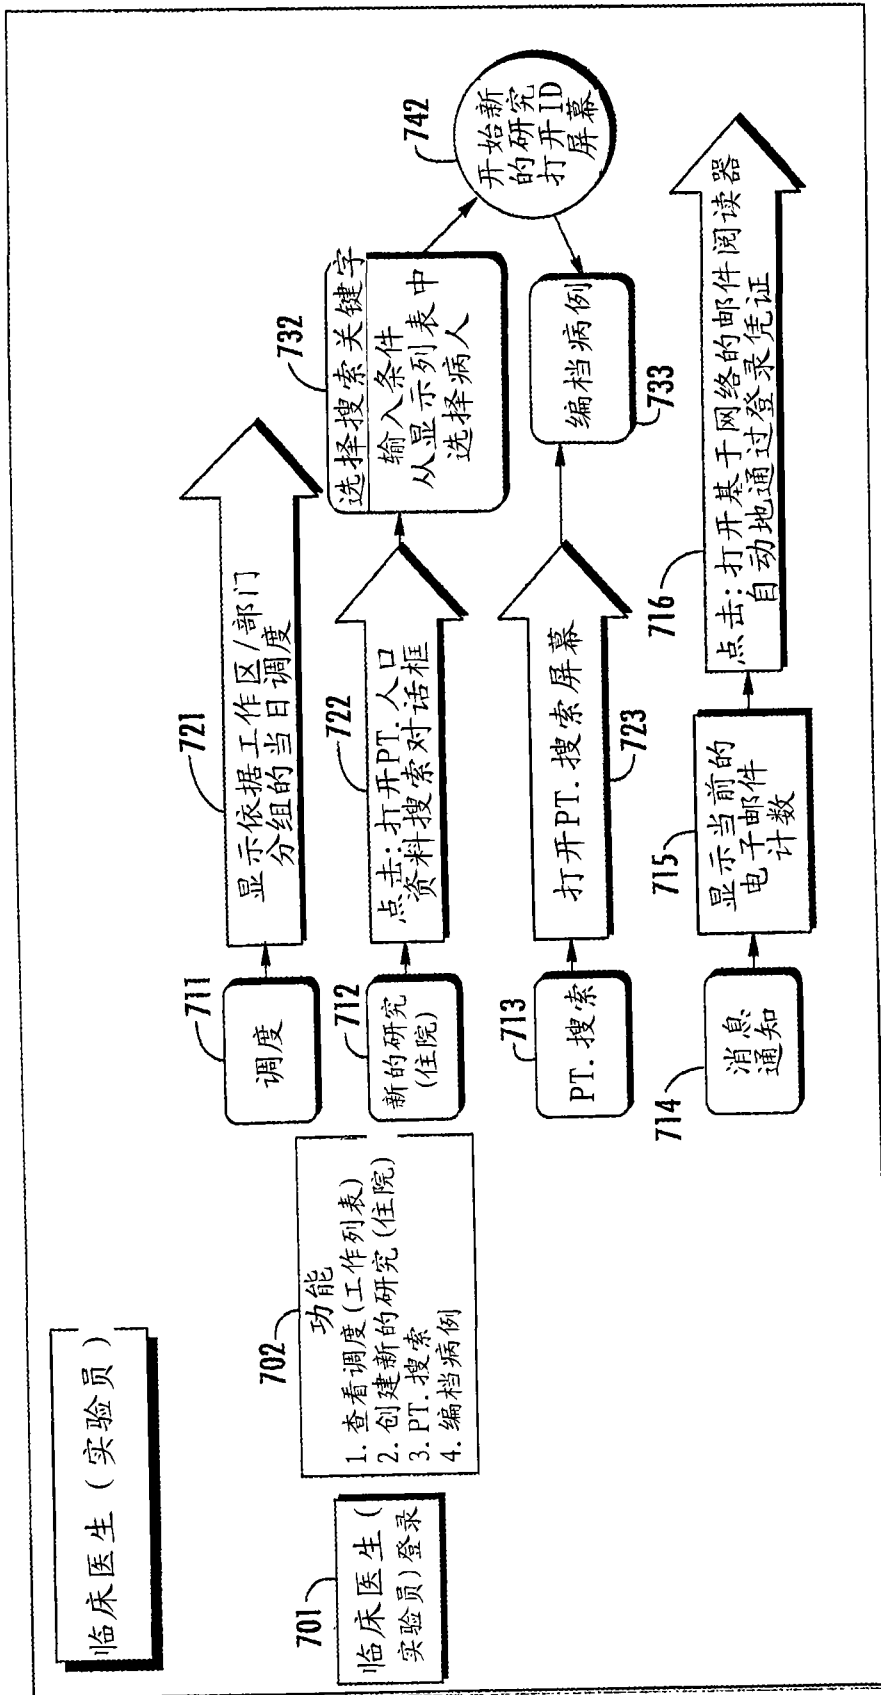 临床医生（实验员）
701
临床医生（
实验员）登录
702
功能
1. 查看调度(工作列表)
2. 创建新的研究(住院)
3. PT. 搜索
4. 编档病例
711
调度
721
显示依据工作区/部门
分组的当日调度
712
新的研究
(住院)
722
点击: 打开PT. 人口
资料搜索对话框
732
选择搜索关键字
输入条件
从显示列表中
选择病人
742
开始新
的研究
打开ID
屏幕
713
PT. 搜索
723
打开PT. 搜索屏幕
733
编档病例
714
消息
通知
715
显示当前的
电子邮件
计数
716
点击: 打开基于网络的邮件阅读器
自动地通过登录凭证